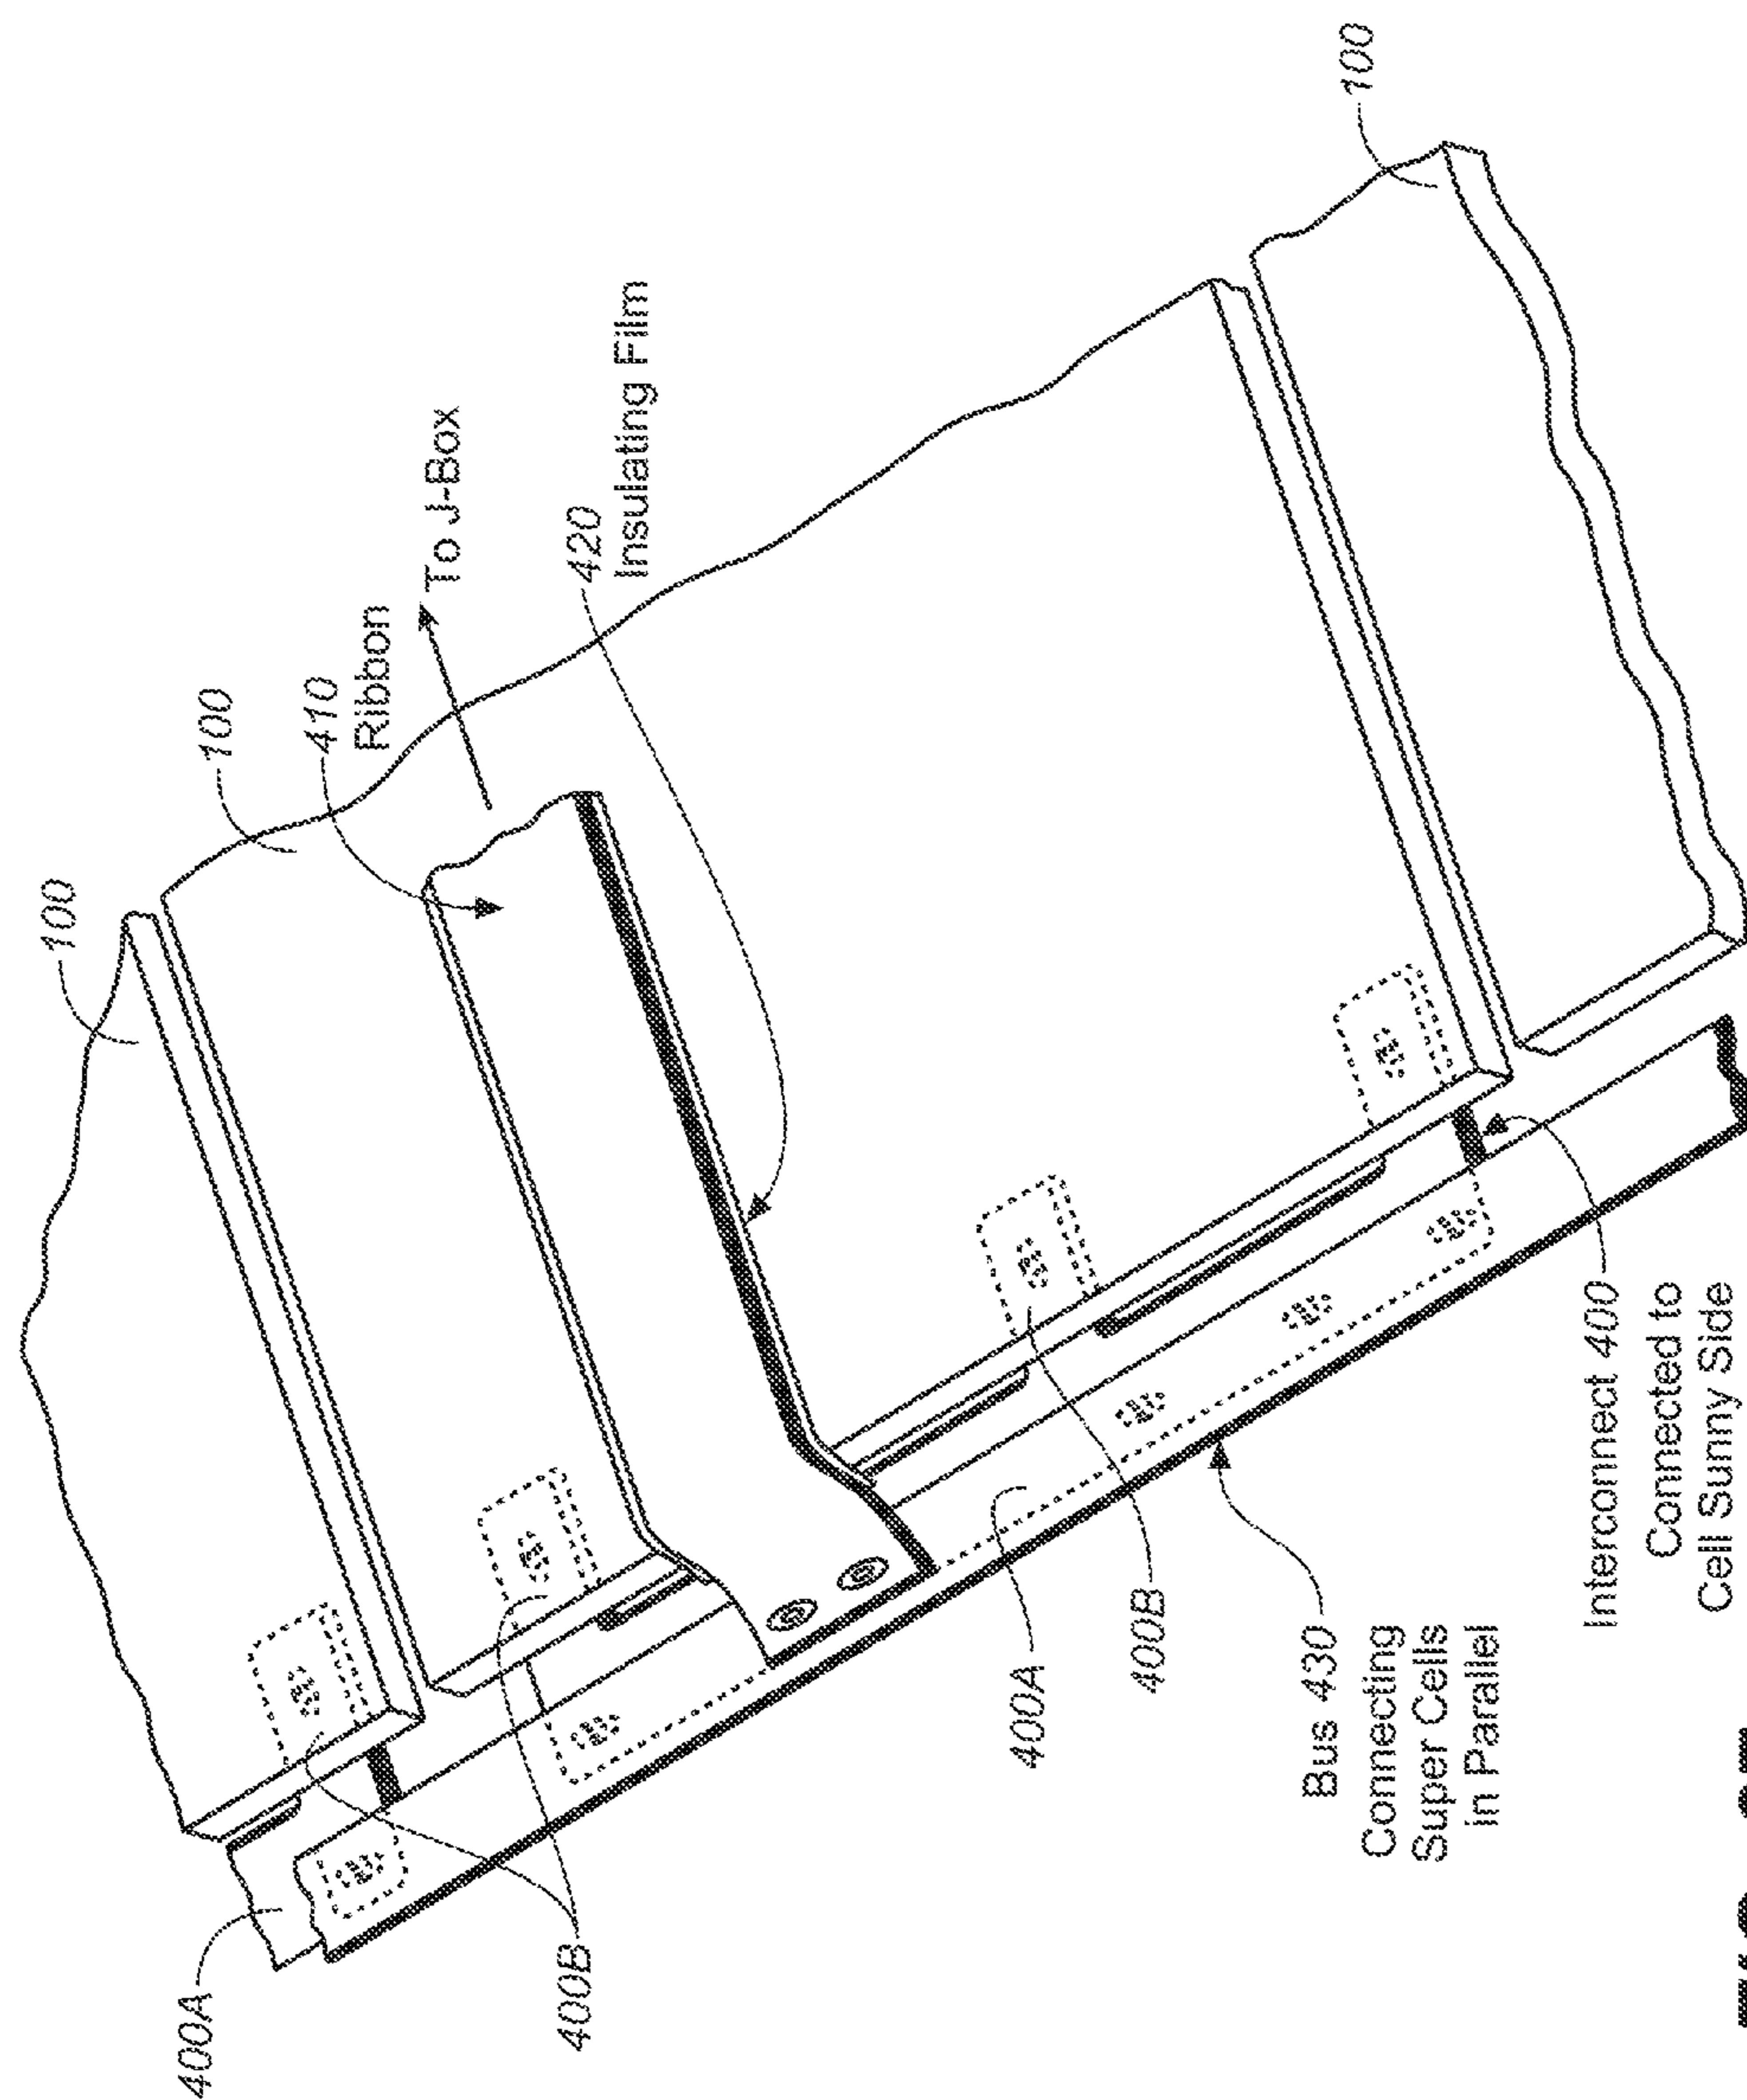 100
100
410
Ribbon
To J-Box
420
Insulating Film
100
400A
400B
400A
400B
Bus 430
Connecting
Super Cells
in Parallel
Interconnect 400
Connected to
Cell Sunny Side